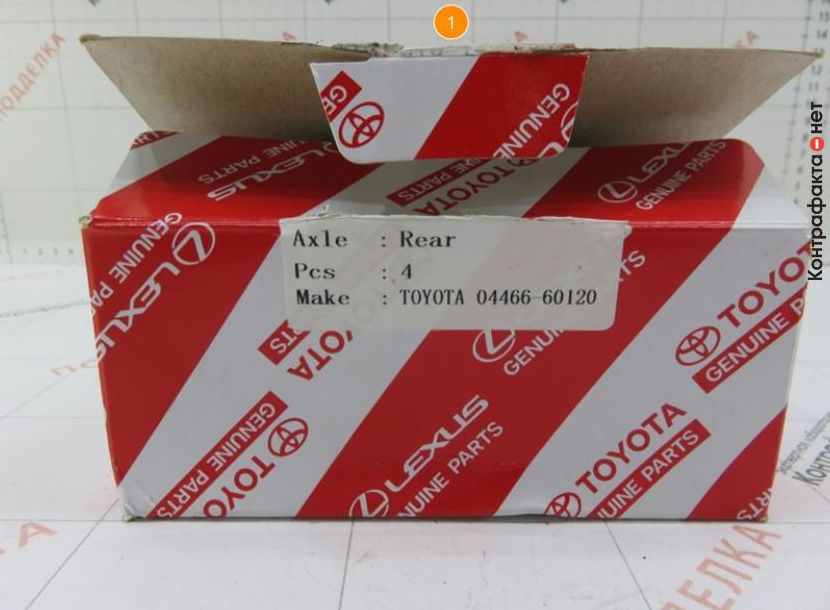 1
ПОДДЕЛКА
Контрафакта нет
GENUINE PARTS
LEXUS
TOYOTA
GENUINE PARTS
LEXUS
GENUINE PARTS
Axle : Rear
Pcs : 4
Make : TOYOTA 04466-60120
GENUINE PARTS
LEXUS
TOYOTA
GENUINE
TOYOTA
GENUINE PARTS
TOYOTA
LEXUS
GENUINE PARTS
TOYOTA
GENUINE PARTS